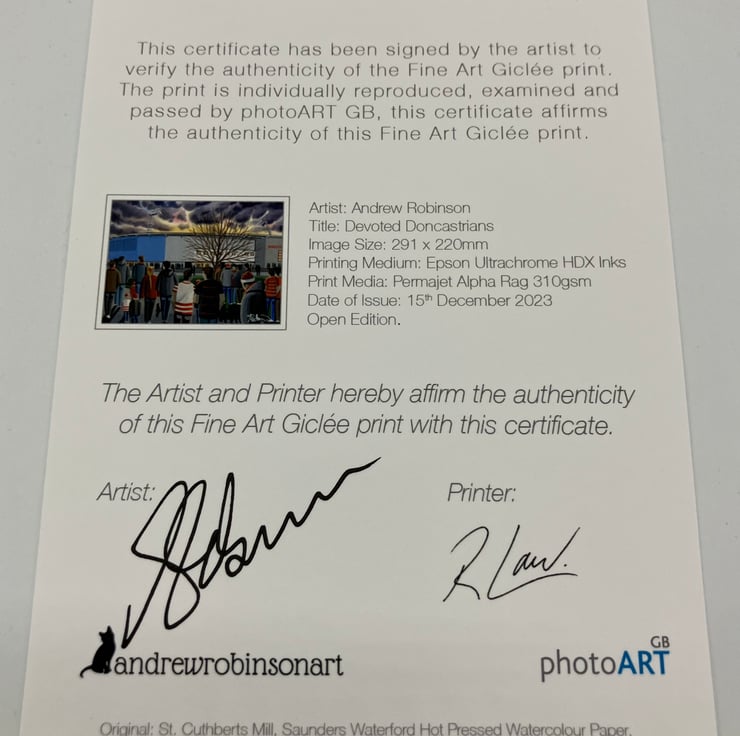 This certificate has been signed by the artist to
verify the authenticity of the Fine Art Giclée print.
The print is individually reproduced, examined and
passed by photoART GB, this certificate affirms
the authenticity of this Fine Art Giclée print.
Artist: Andrew Robinson
Title: Devoted Doncastrians
Image Size: 291 x 220mm
Printing Medium: Epson Ultrachrome HDX Inks
Print Media: Permajet Alpha Rag 310gsm
Date of Issue: 15th December 2023
Open Edition.
The Artist and Printer hereby affirm the authenticity
of this Fine Art Giclée print with this certificate.
Artist:
Printer:
R Law.
andrewrobinsonart
photoART GB
Original: St. Cuthberts Mill, Saunders Waterford Hot Pressed Watercolour Paper.